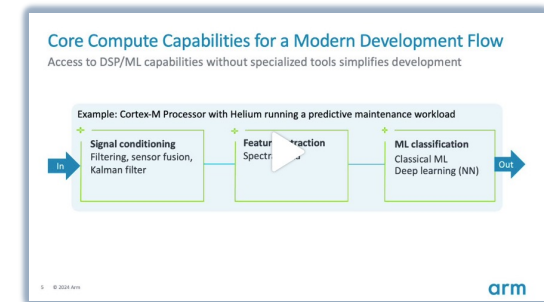 Core Compute Capabilities for a Modern Development Flow
Access to DSP/ML capabilities without specialized tools simplifies development
Example: Cortex-M Processor with Helium running a predictive maintenance workload
In
Signal conditioning
Filtering, sensor fusion,
Kalman filter
ML classification
Classical ML
Deep learning (NN)
Out
5 © 2024 Arm
arm